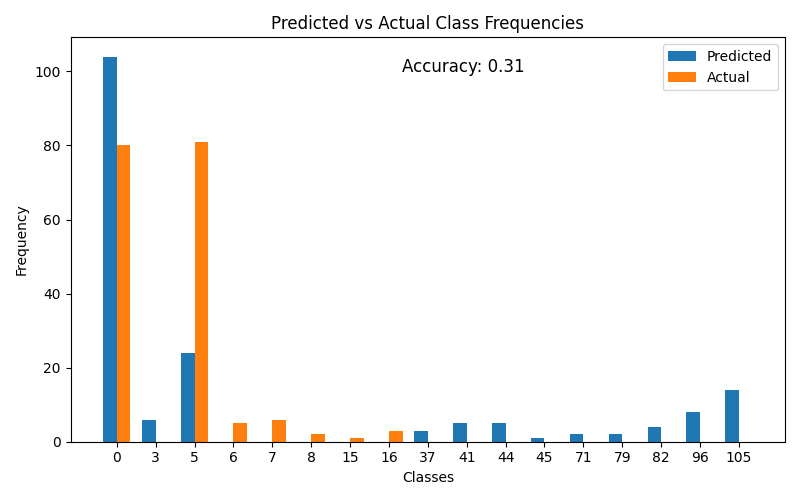 Predicted vs Actual Class Frequencies
Accuracy: 0.31
Predicted
Actual
Frequency
100
80
60
40
20
0
0 3 5 6 7 8 15 16 37 41 44 45 71 79 82 96 105
Classes